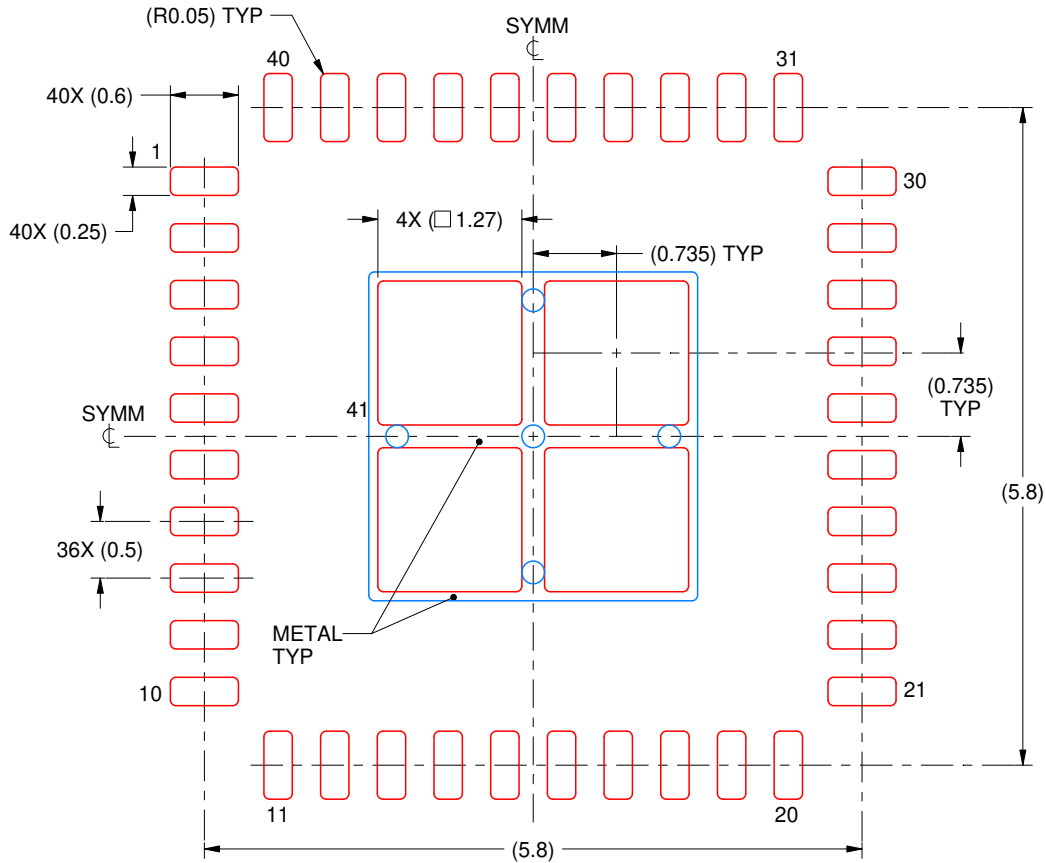 (R0.05) TYP
SYMM
℄
40
31
40X (0.6)
1
30
40X (0.25)
4X (□ 1.27)
(0.735) TYP
41
SYMM
℄
(0.735)
TYP
(5.8)
36X (0.5)
METAL
TYP
10
21
11
20
(5.8)